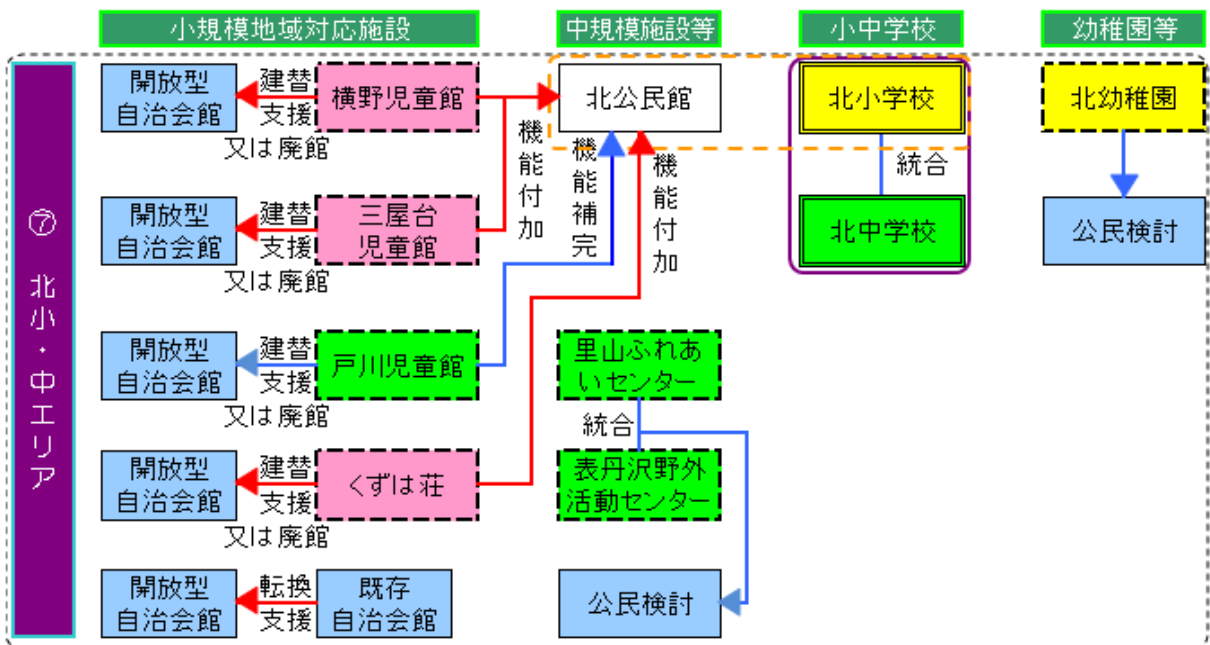 小規模地域対応施設
中規模施設等
小中学校
幼稚園等
⑦ 北小・中エリア
開放型
自治会館
建替
支援
又は廃館
横野児童館
機能付加
北公民館
北小学校
統合
北中学校
北幼稚園
公民検討
開放型
自治会館
建替
支援
又は廃館
三屋台
児童館
機能補完
機能付加
開放型
自治会館
建替
支援
又は廃館
戸川児童館
里山ふれあ
いセンター
統合
表丹沢野外
活動センター
開放型
自治会館
建替
支援
又は廃館
くずは荘
開放型
自治会館
転換
支援
既存
自治会館
公民検討